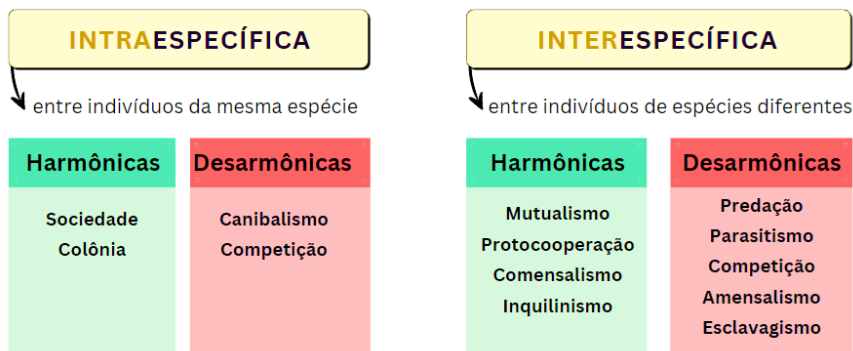 INTRAESPECÍFICA
entre indivíduos da mesma espécie
Harmônicas
Sociedade
Colônia
Desarmônicas
Canibalismo
Competição
INTERESPECÍFICA
entre indivíduos de espécies diferentes
Harmônicas
Mutualismo
Protocooperação
Comensalismo
Inquilinismo
Desarmônicas
Predação
Parasitismo
Competição
Amensalismo
Esclavagismo